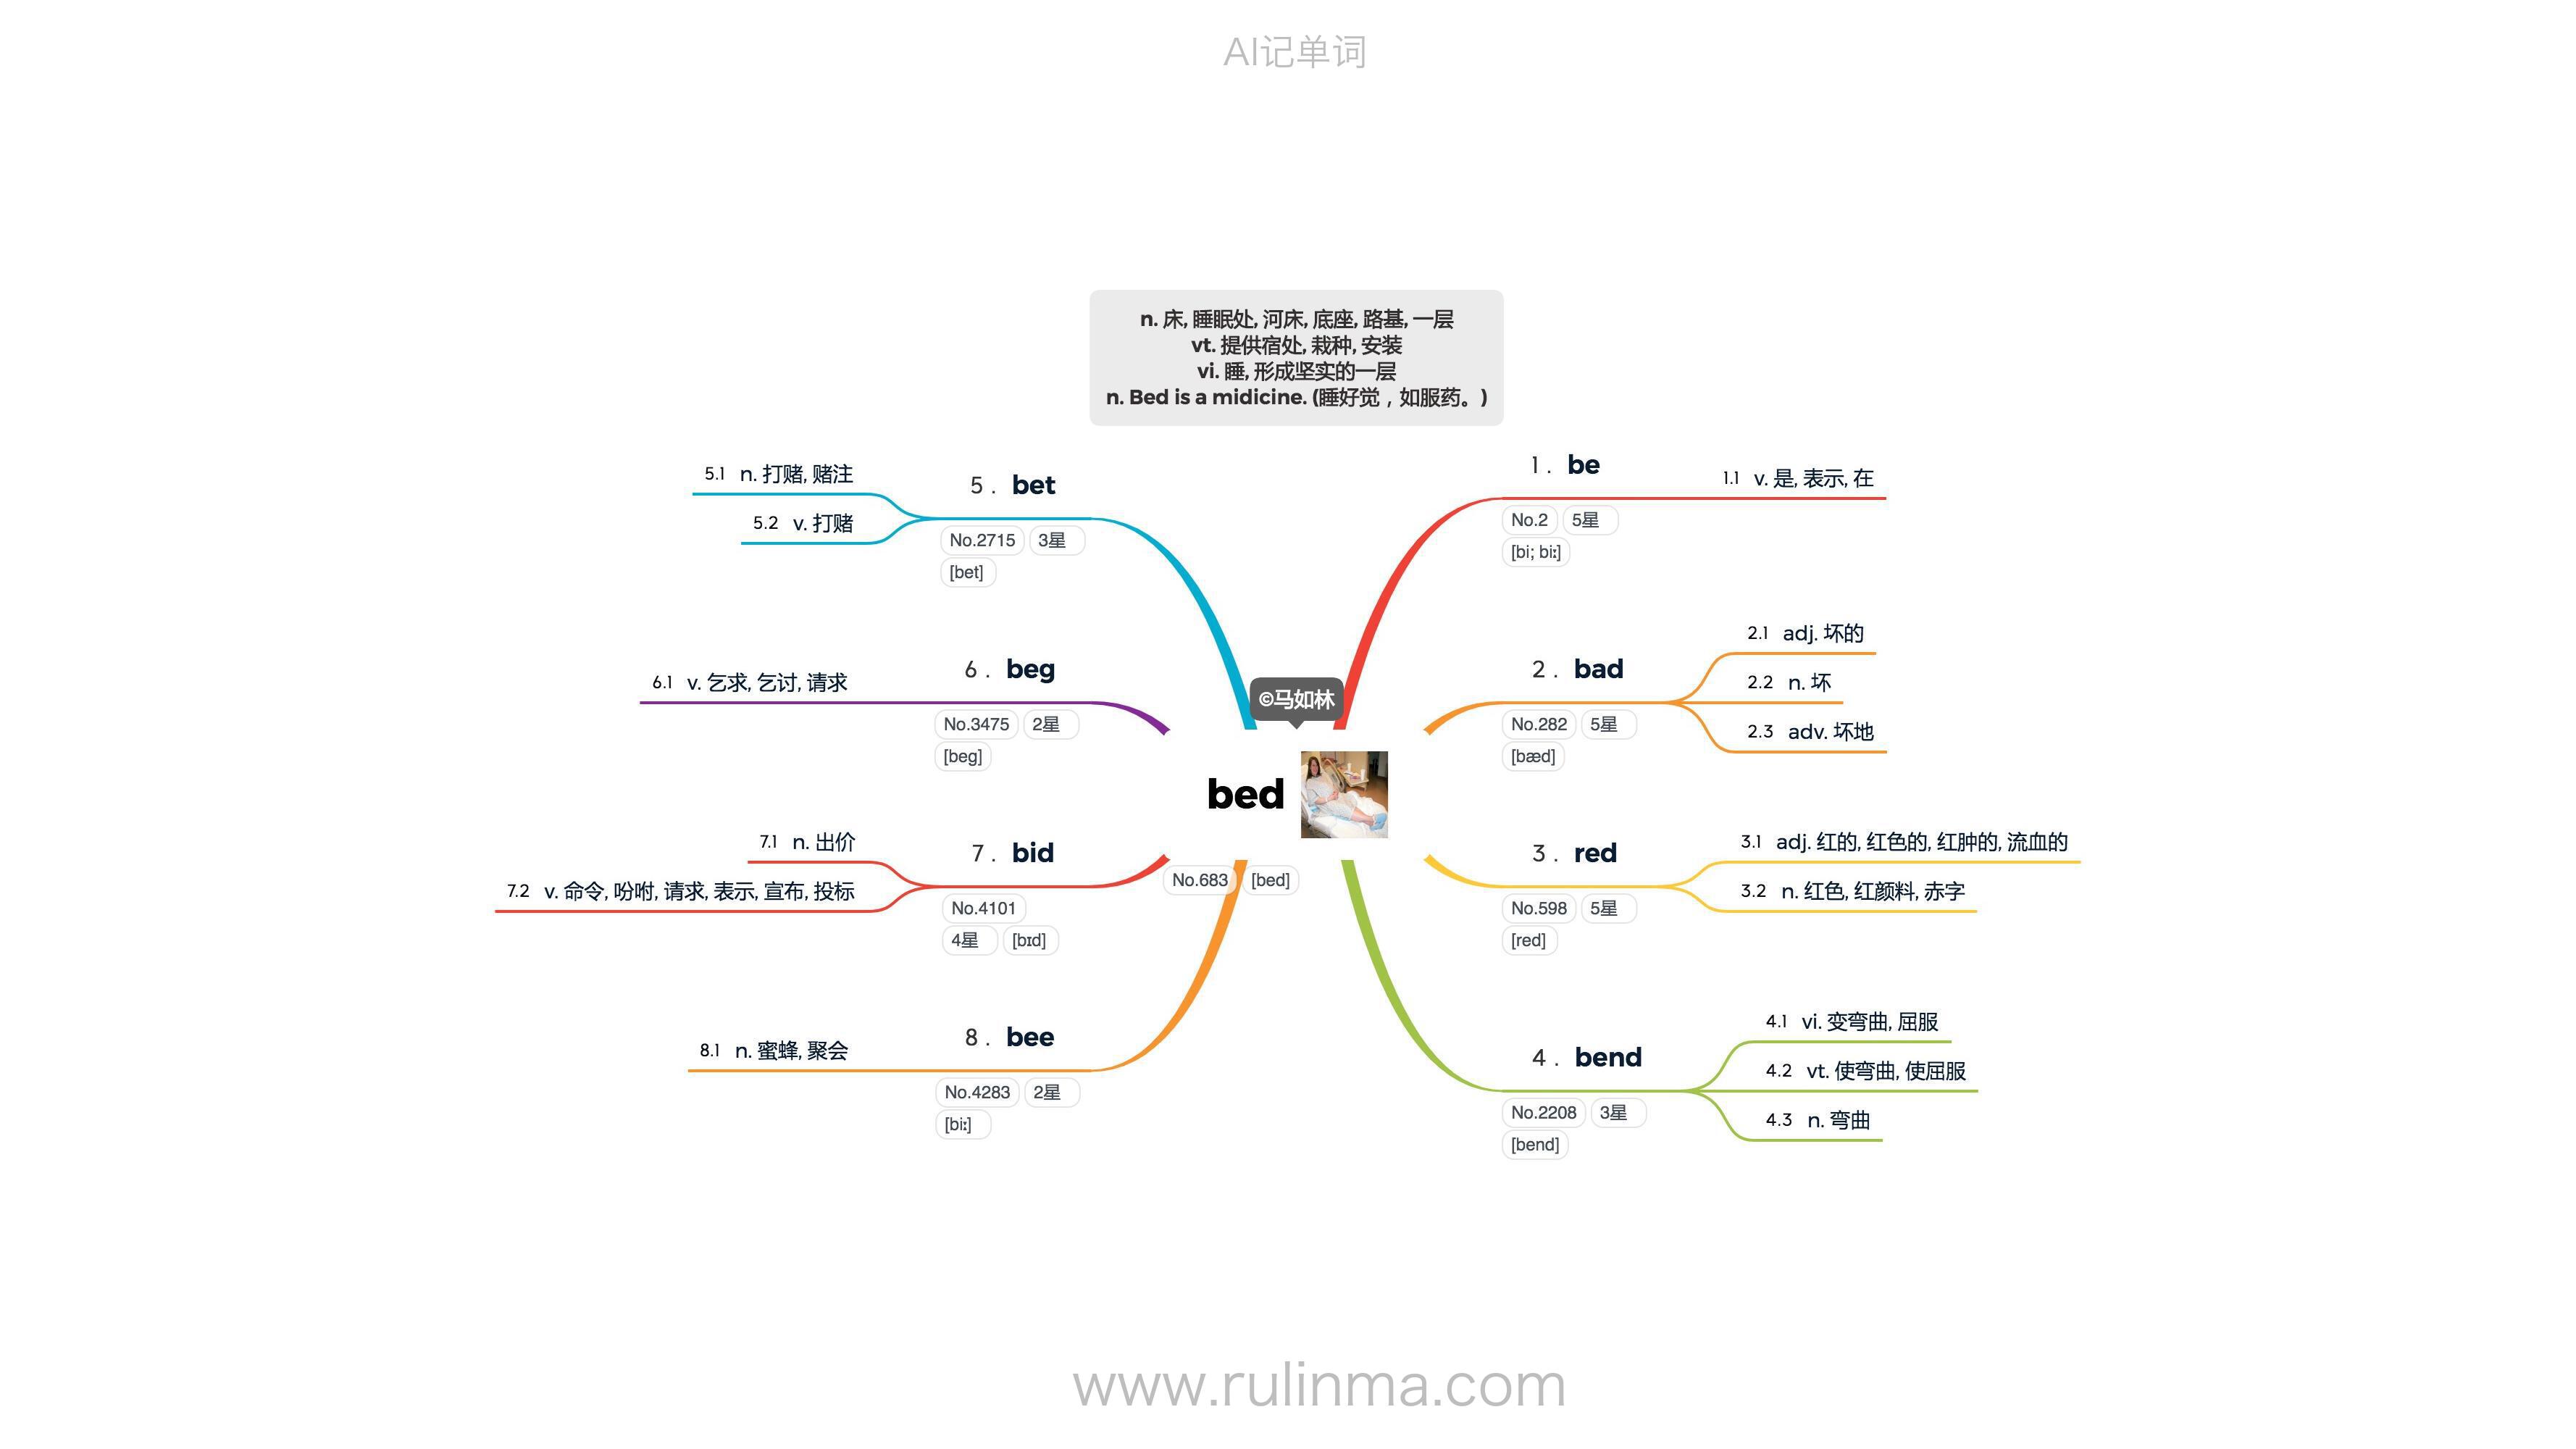 AI记单词
n. 床, 睡眠处, 河床, 底座, 路基, 一层
vt. 提供宿处, 栽种, 安装
vi. 睡, 形成坚实的一层
n. Bed is a midicine. (睡好觉，如服药。)
©马如林
bed
No.683 [bed]
1 . be
No.2 5星
[bi; biː]
1.1 v. 是, 表示, 在
2 . bad
No.282 5星
[bæd]
2.1 adj. 坏的
2.2 n. 坏
2.3 adv. 坏地
3 . red
No.598 5星
[red]
3.1 adj. 红的, 红色的, 红肿的, 流血的
3.2 n. 红色, 红颜料, 赤字
4 . bend
No.2208 3星
[bend]
4.1 vi. 变弯曲, 屈服
4.2 vt. 使弯曲, 使屈服
4.3 n. 弯曲
5 . bet
No.2715 3星
[bet]
5.1 n. 打赌, 赌注
5.2 v. 打赌
6 . beg
No.3475 2星
[beg]
6.1 v. 乞求, 乞讨, 请求
7 . bid
No.4101
4星 [bɪd]
7.1 n. 出价
7.2 v. 命令, 吩咐, 请求, 表示, 宣布, 投标
8 . bee
No.4283 2星
[biː]
8.1 n. 蜜蜂, 聚会
www.rulinma.com